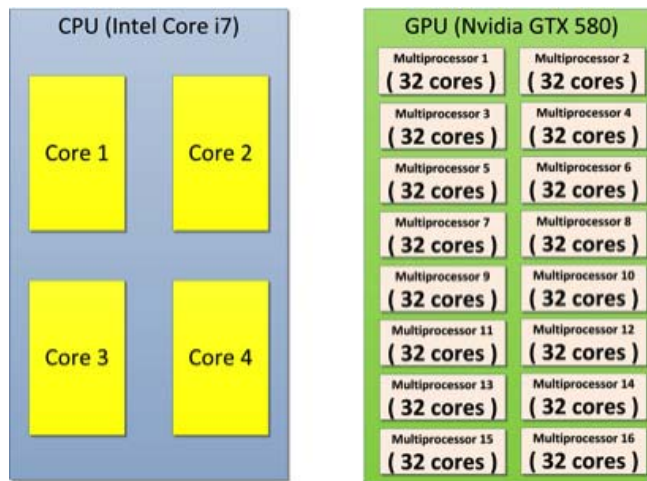 CPU (Intel Core i7)
Core 1
Core 2
Core 3
Core 4
GPU (Nvidia GTX 580)
Multiprocessor 1
( 32 cores )
Multiprocessor 2
( 32 cores )
Multiprocessor 3
( 32 cores )
Multiprocessor 4
( 32 cores )
Multiprocessor 5
( 32 cores )
Multiprocessor 6
( 32 cores )
Multiprocessor 7
( 32 cores )
Multiprocessor 8
( 32 cores )
Multiprocessor 9
( 32 cores )
Multiprocessor 10
( 32 cores )
Multiprocessor 11
( 32 cores )
Multiprocessor 12
( 32 cores )
Multiprocessor 13
( 32 cores )
Multiprocessor 14
( 32 cores )
Multiprocessor 15
( 32 cores )
Multiprocessor 16
( 32 cores )